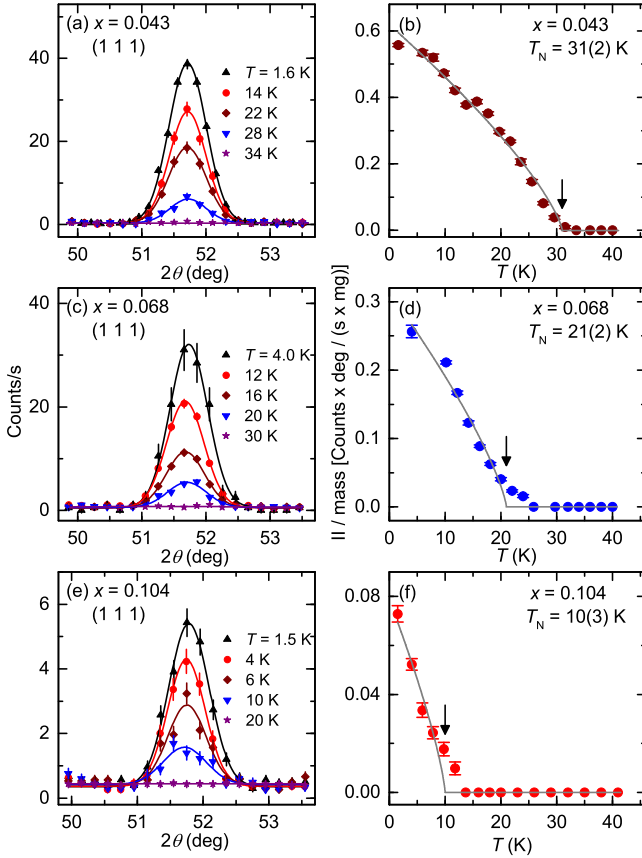 (a) x = 0.043
(1 1 1)
T = 1.6 K
14 K
22 K
28 K
34 K
40
20
0
50 51 52 53
2θ (deg)
(b) x = 0.043
T_N = 31(2) K
0.6
0.4
0.2
0.0
0 10 20 30 40
T (K)
(c) x = 0.068
(1 1 1)
T = 4.0 K
12 K
16 K
20 K
30 K
40
20
0
Counts/s
50 51 52 53
2θ (deg)
(d) x = 0.068
T_N = 21(2) K
0.3
0.2
0.1
0.0
II / mass [Counts x deg / (s x mg)]
0 10 20 30 40
T (K)
(e) x = 0.104
(1 1 1)
T = 1.5 K
4 K
6 K
10 K
20 K
6
4
2
0
50 51 52 53
2θ (deg)
(f) x = 0.104
T_N = 10(3) K
0.08
0.04
0.00
0 10 20 30 40
T (K)